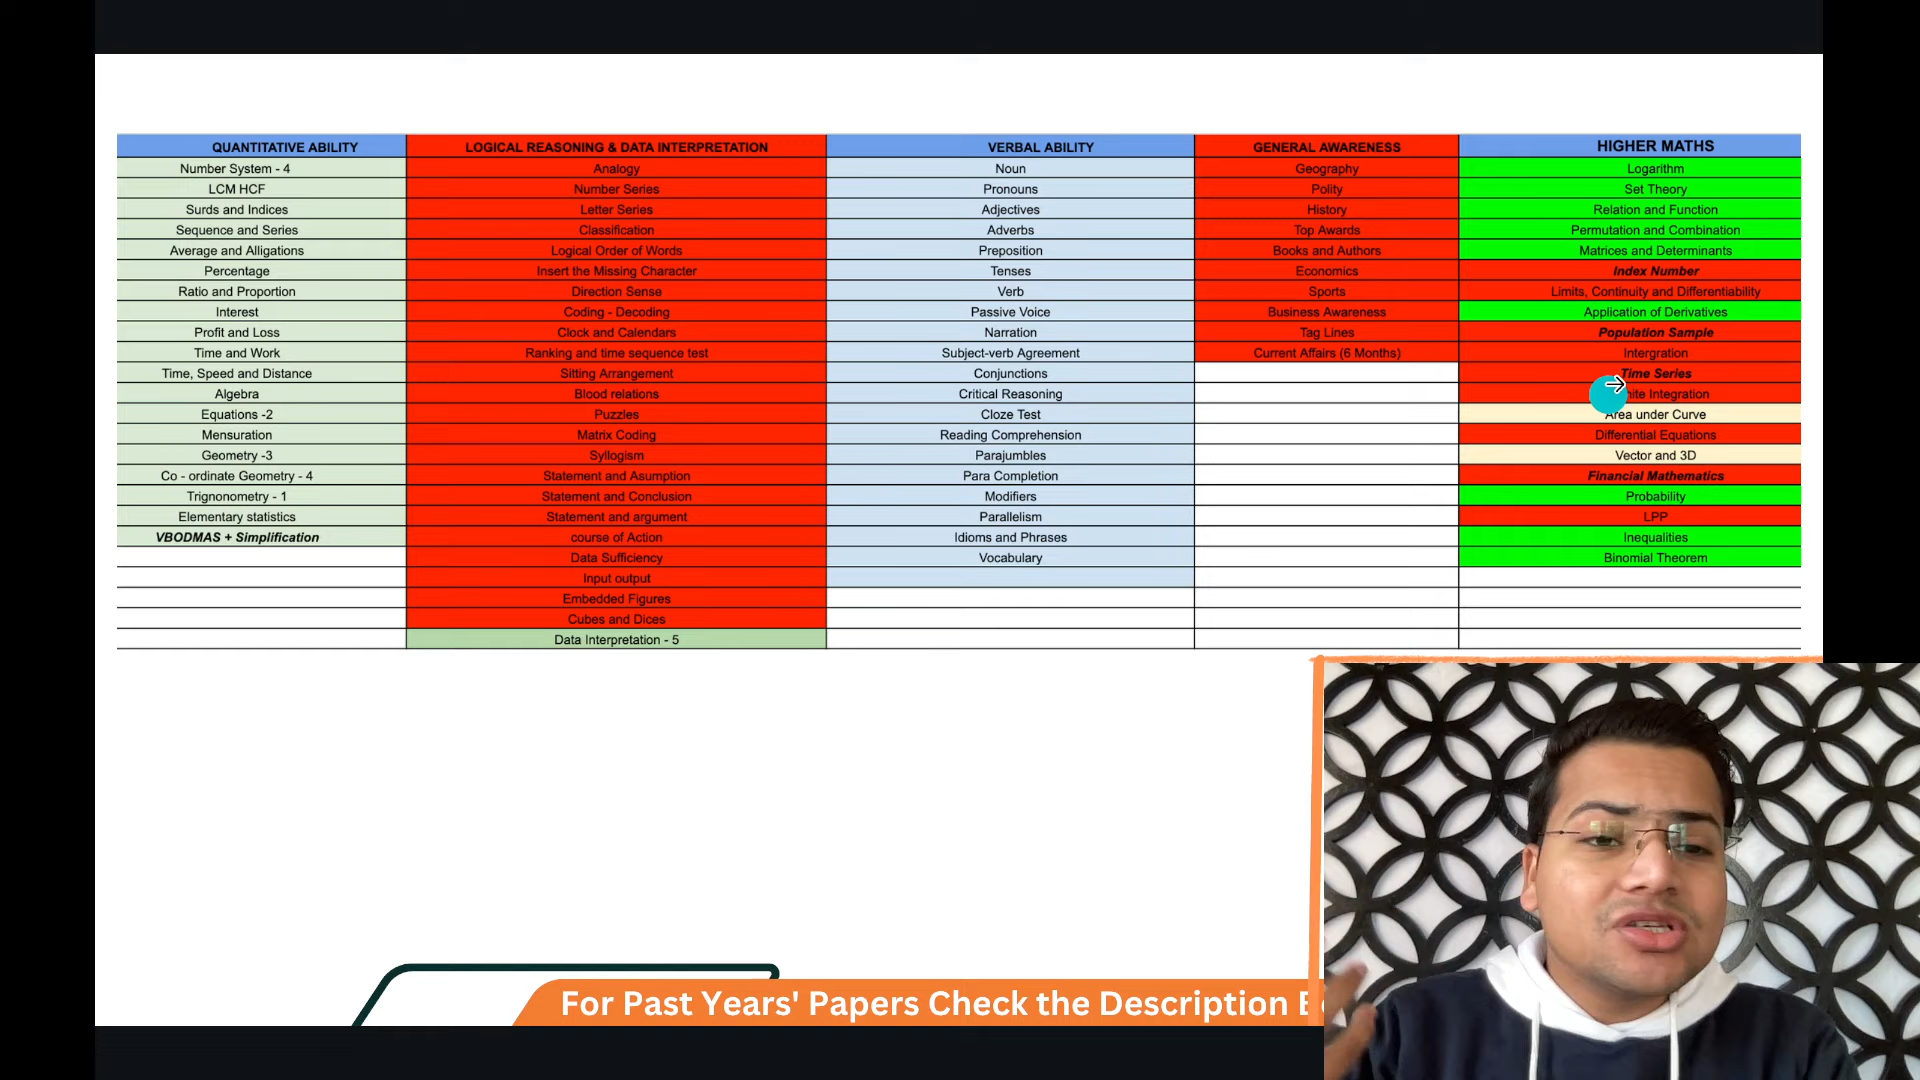 QUANTITATIVE ABILITY LOGICAL REASONING & DATA INTERPRETATION VERBAL ABILITY GENERAL AWARENESS HIGHER MATHS
Number System - 4 Analogy Noun Geography Logarithm
LCM HCF Number Series Pronouns Polity Set Theory
Surds and Indices Letter Series Adjectives History Relation and Function
Sequence and Series Classification Adverbs Top Awards Permutation and Combination
Average and Alligations Logical Order of Words Preposition Books and Authors Matrices and Determinants
Percentage Insert the Missing Character Tenses Economics Index Number
Ratio and Proportion Direction Sense Verb Sports Limits, Continuity and Differentiability
Interest Coding - Decoding Passive Voice Business Awareness Application of Derivatives
Profit and Loss Clock and Calendars Narration Tag Lines Population Sample
Time and Work Ranking and time sequence test Subject-verb Agreement Current Affairs (6 Months) Intergration
Time, Speed and Distance Sitting Arrangement Conjunctions Time Series
Algebra Blood relations Critical Reasoning Integration
Equations -2 Puzzles Cloze Test Area under Curve
Mensuration Matrix Coding Reading Comprehension Differential Equations
Geometry -3 Syllogism Parajumbles Vector and 3D
Co - ordinate Geometry - 4 Statement and Asumption Para Completion Financial Mathematics
Trignonometry - 1 Statement and Conclusion Modifiers Probability
Elementary statistics Statement and argument Parallelism LPP
VBODMAS + Simplification course of Action Idioms and Phrases Inequalities
Data Sufficiency Vocabulary Binomial Theorem
Input output
Embedded Figures
Cubes and Dices
Data Interpretation - 5
For Past Years' Papers Check the Description